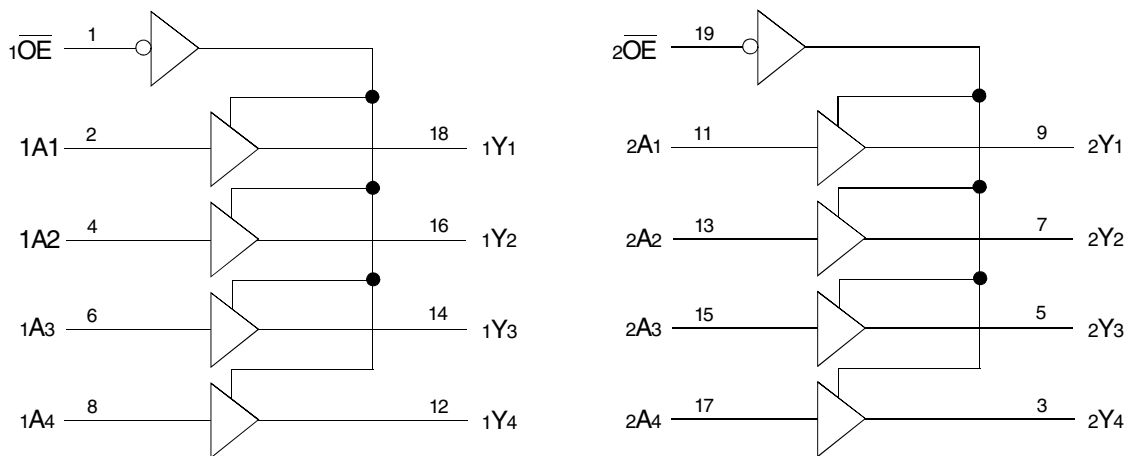 1OE 1 2OE 19
1A1 2 18 1Y1 2A1 11 9 2Y1
1A2 4 16 1Y2 2A2 13 7 2Y2
1A3 6 14 1Y3 2A3 15 5 2Y3
1A4 8 12 1Y4 2A4 17 3 2Y4